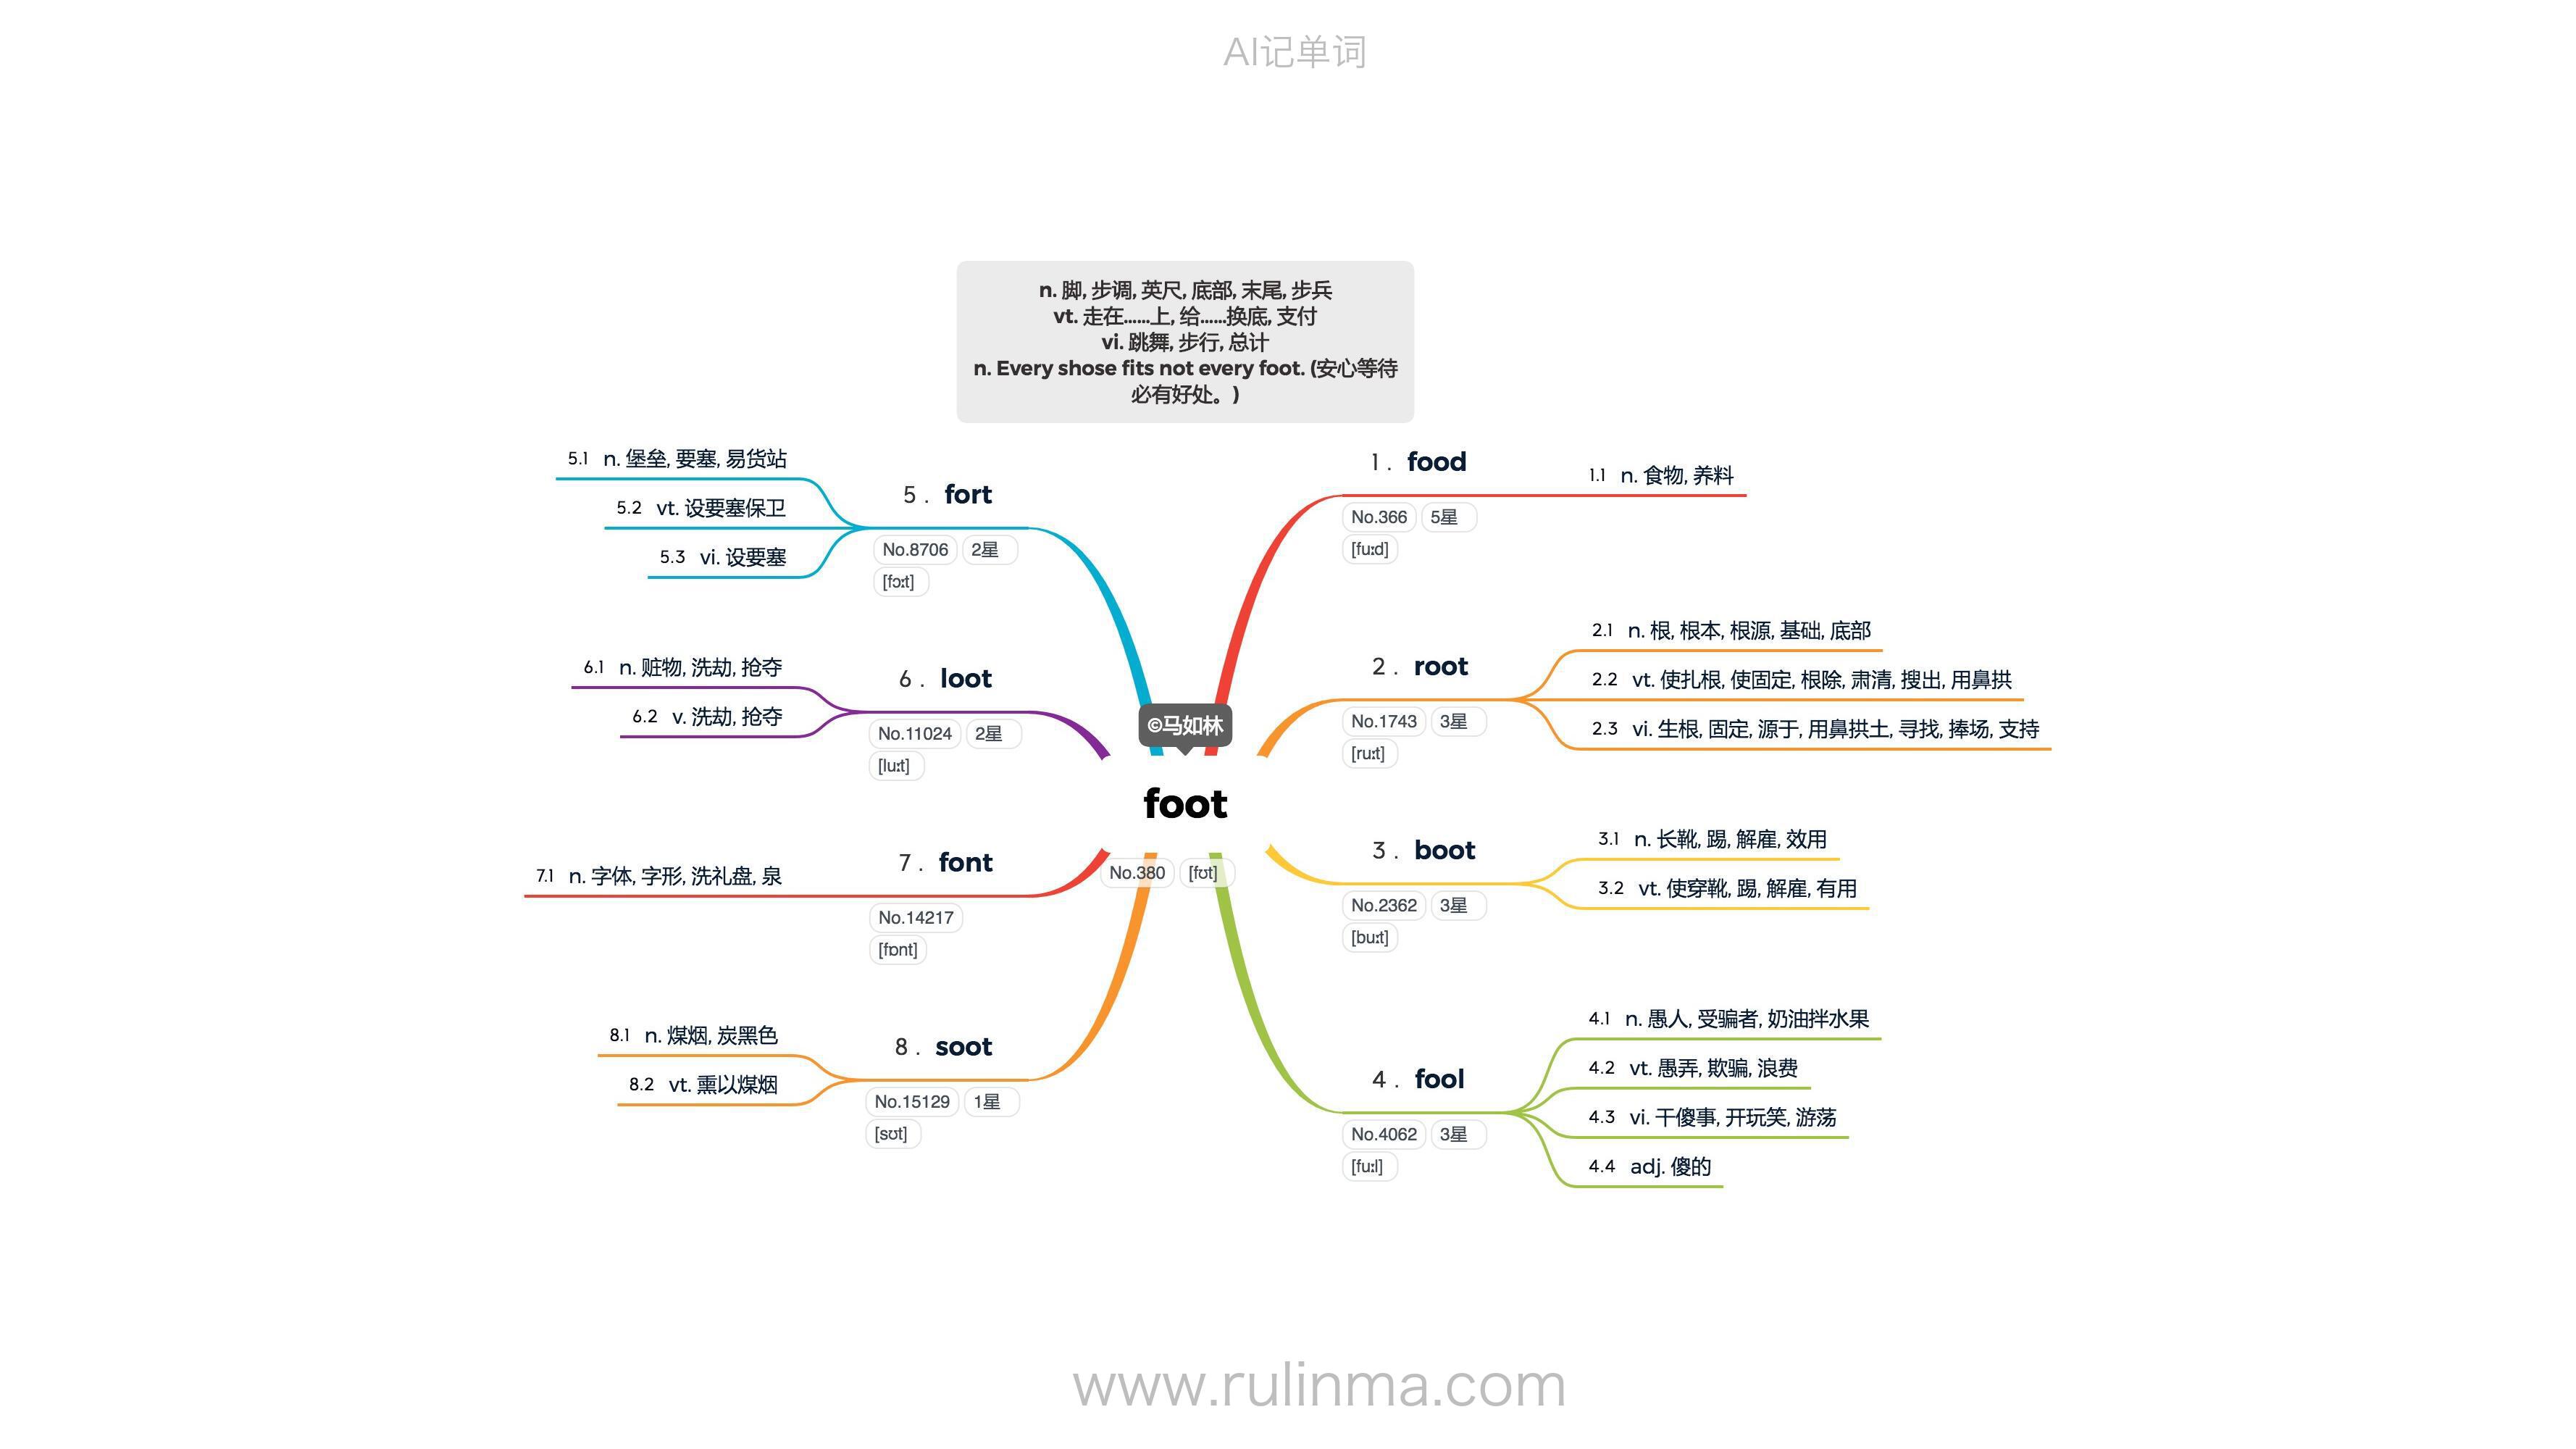 AI记单词
n. 脚, 步调, 英尺, 底部, 末尾, 步兵
vt. 走在......上, 给......换底, 支付
vi. 跳舞, 步行, 总计
n. Every shose fits not every foot. (安心等待
必有好处。)
©马如林
foot
No.380 [fʊt]
1 . food
No.366 5星
[fuːd]
1.1 n. 食物, 养料
2 . root
No.1743 3星
[ruːt]
2.1 n. 根, 根本, 根源, 基础, 底部
2.2 vt. 使扎根, 使固定, 根除, 肃清, 搜出, 用鼻拱
2.3 vi. 生根, 固定, 源于, 用鼻拱土, 寻找, 捧场, 支持
3 . boot
No.2362 3星
[buːt]
3.1 n. 长靴, 踢, 解雇, 效用
3.2 vt. 使穿靴, 踢, 解雇, 有用
4 . fool
No.4062 3星
[fuːl]
4.1 n. 愚人, 受骗者, 奶油拌水果
4.2 vt. 愚弄, 欺骗, 浪费
4.3 vi. 干傻事, 开玩笑, 游荡
4.4 adj. 傻的
5 . fort
No.8706 2星
[fɔːt]
5.1 n. 堡垒, 要塞, 易货站
5.2 vt. 设要塞保卫
5.3 vi. 设要塞
6 . loot
No.11024 2星
[luːt]
6.1 n. 赃物, 洗劫, 抢夺
6.2 v. 洗劫, 抢夺
7 . font
No.14217
[fɒnt]
7.1 n. 字体, 字形, 洗礼盘, 泉
8 . soot
No.15129 1星
[sʊt]
8.1 n. 煤烟, 炭黑色
8.2 vt. 熏以煤烟
www.rulinma.com